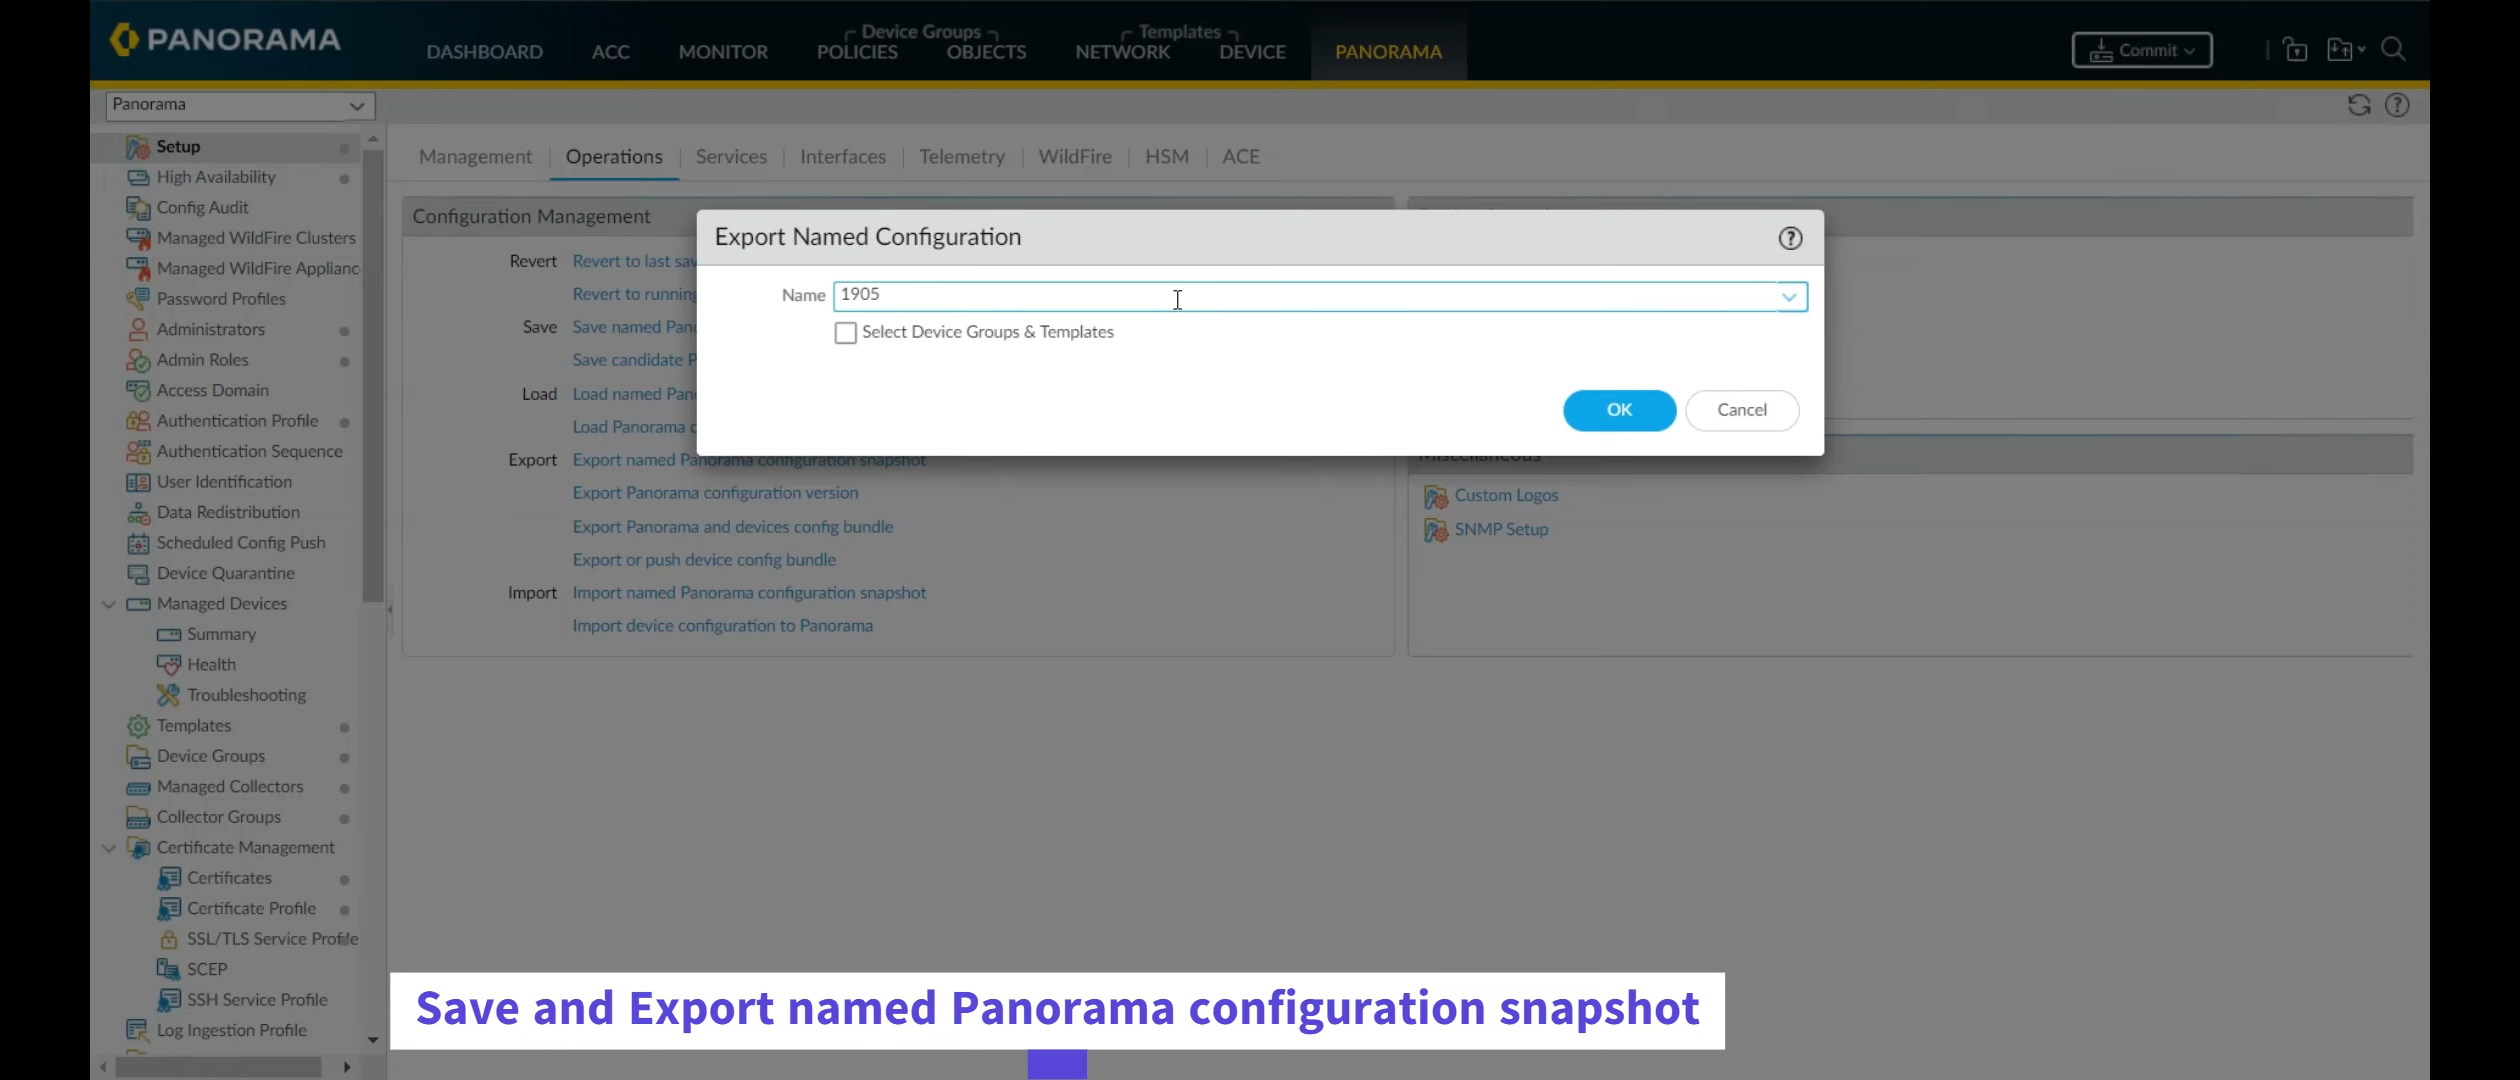 PANORAMA
DASHBOARD
ACC
MONITOR
Device Groups
POLICIES
OBJECTS
Templates
NETWORK
DEVICE
PANORAMA
Commit
Panorama
Setup
High Availability
Config Audit
Managed WildFire Clusters
Managed WildFire Applianc
Password Profiles
Administrators
Admin Roles
Access Domain
Authentication Profile
Authentication Sequence
User Identification
Data Redistribution
Scheduled Config Push
Device Quarantine
Managed Devices
Summary
Health
Troubleshooting
Templates
Device Groups
Managed Collectors
Collector Groups
Certificate Management
Certificates
Certificate Profile
SSL/TLS Service Profile
SCEP
SSH Service Profile
Log Ingestion Profile
Management
Operations
Services
Interfaces
Telemetry
WildFire
HSM
ACE
Configuration Management
Revert
Revert to last sav
Revert to running
Save
Save named Pan
Save candidate P
Load
Load named Pan
Load Panorama c
Export
Export named Panorama configuration snapshot
Export Panorama configuration version
Export Panorama and devices config bundle
Export or push device config bundle
Import
Import named Panorama configuration snapshot
Import device configuration to Panorama
Export Named Configuration
Name
1905
Select Device Groups & Templates
OK
Cancel
Miscellaneous
Custom Logos
SNMP Setup
Save and Export named Panorama configuration snapshot